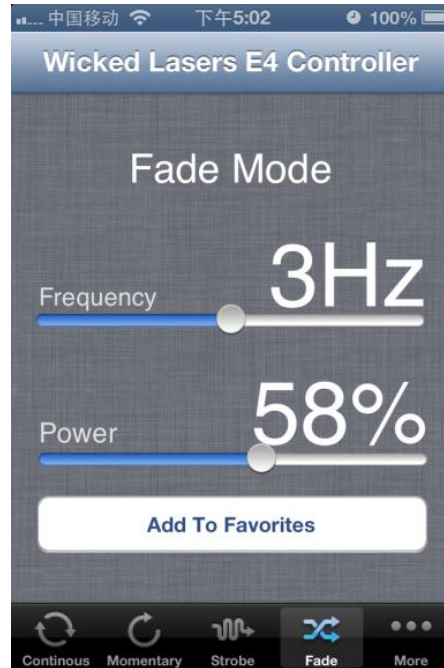 中国移动 下午5:02 100%
Wicked Lasers E4 Controller
Fade Mode
Frequency 3Hz
Power 58%
Add To Favorites
Continous Momentary Strobe Fade More